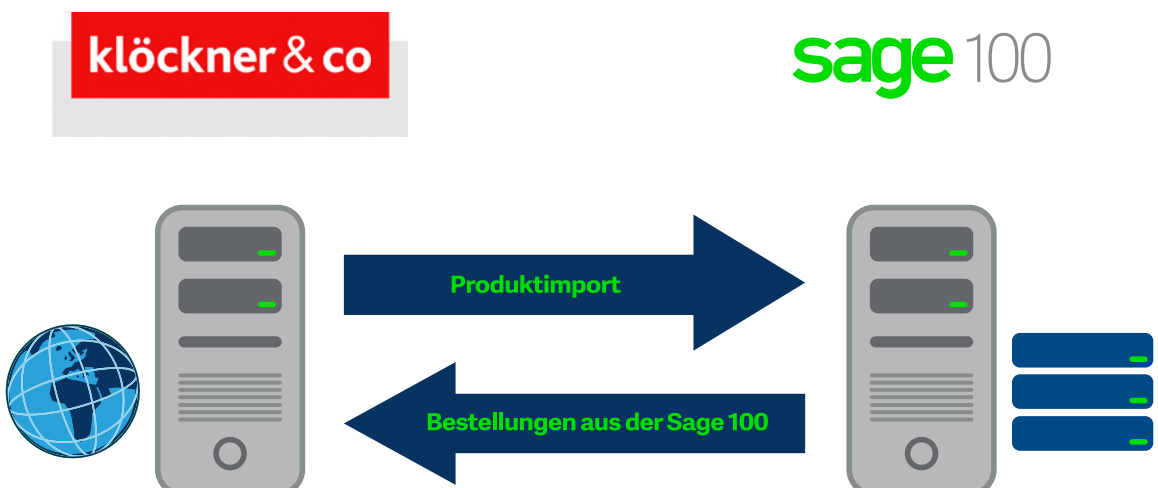 klöckner & co
sage 100
Produktimport
Bestellungen aus der Sage 100